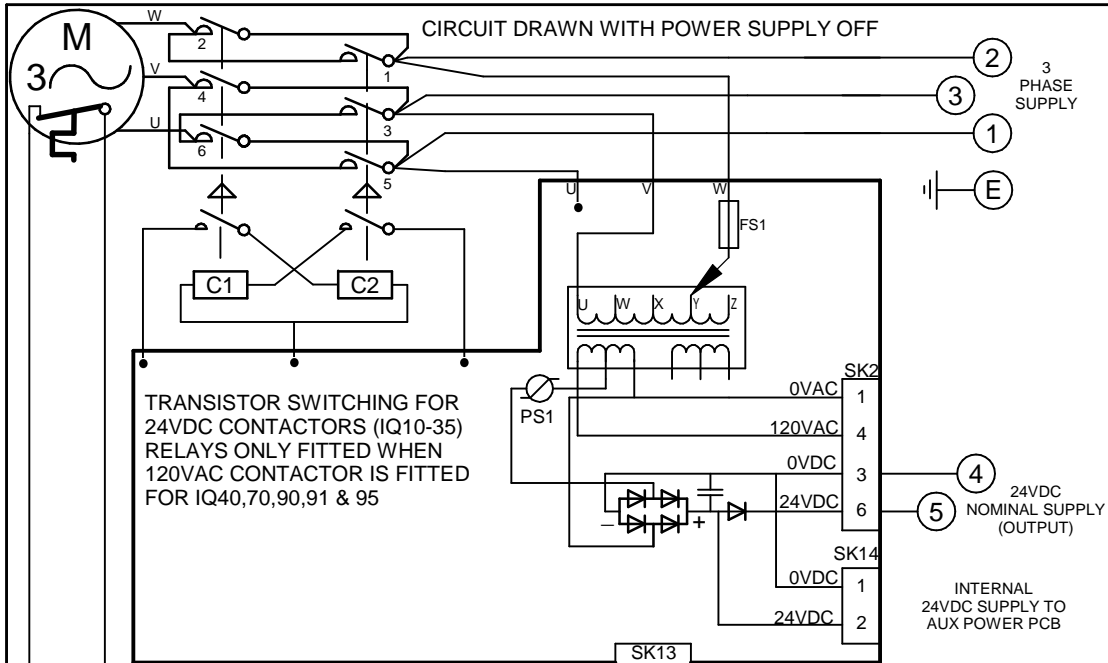 CIRCUIT DRAWN WITH POWER SUPPLY OFF
W
M
3
V
U
2
4
6
1
3
5
2
3
1
E
3
PHASE
SUPPLY
U
V
W
FS1
C1
C2
U
W
X
Y
Z
PS1
TRANSISTOR SWITCHING FOR
24VDC CONTACTORS (IQ10-35)
RELAYS ONLY FITTED WHEN
120VAC CONTACTOR IS FITTED
FOR IQ40,70,90,91 & 95
SK2
0VAC
1
120VAC
4
0VDC
3
24VDC
6
4
5
24VDC
NOMINAL SUPPLY
(OUTPUT)
– +
SK14
0VDC
1
24VDC
2
INTERNAL
24VDC SUPPLY TO
AUX POWER PCB
SK13